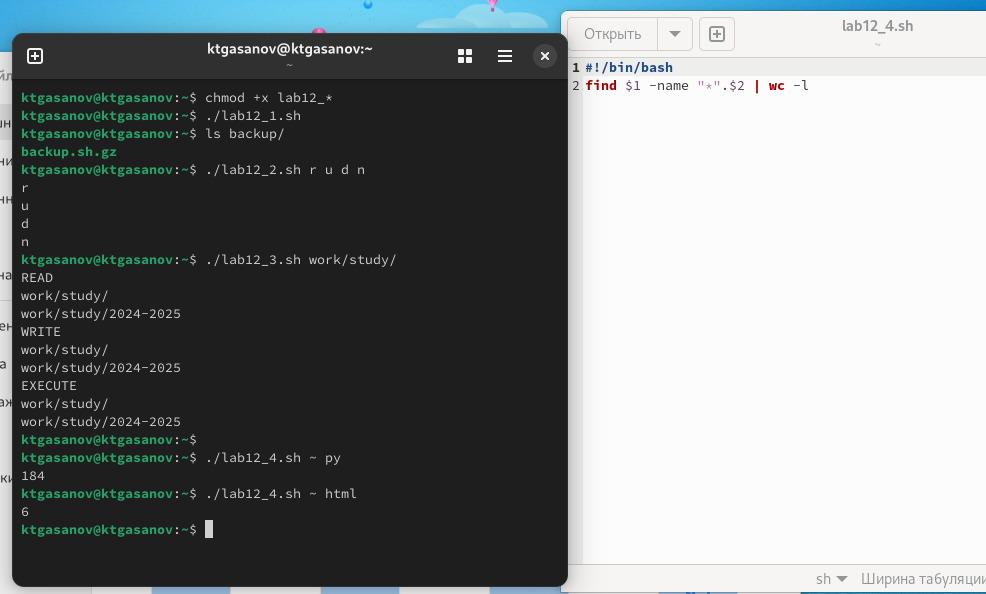 ktgasanov@ktgasanov:~
~
ktgasanov@ktgasanov:~$ chmod +x lab12_*
ktgasanov@ktgasanov:~$ ./lab12_1.sh
ktgasanov@ktgasanov:~$ ls backup/
backup.sh.gz
ktgasanov@ktgasanov:~$ ./lab12_2.sh r u d n
r
u
d
n
ktgasanov@ktgasanov:~$ ./lab12_3.sh work/study/
READ
work/study/
work/study/2024-2025
WRITE
work/study/
work/study/2024-2025
EXECUTE
work/study/
work/study/2024-2025
ktgasanov@ktgasanov:~$
ktgasanov@ktgasanov:~$ ./lab12_4.sh ~ py
184
ktgasanov@ktgasanov:~$ ./lab12_4.sh ~ html
6
ktgasanov@ktgasanov:~$
Открыть
lab12_4.sh
~
1 #!/bin/bash
2 find $1 -name "*".$2 | wc -l
sh
Ширина табуляции